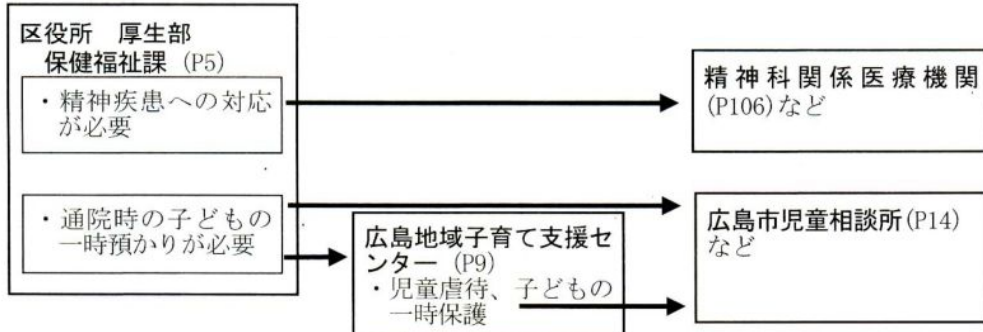 区役所　厚生部
保健福祉課 (P5)
・精神疾患への対応
が必要
・通院時の子どもの
一時預かりが必要
広島地域子育て支援セ
ンター (P9)
・児童虐待、子どもの
一時保護
精神科関係医療機関
(P106)など
広島市児童相談所(P14)
など